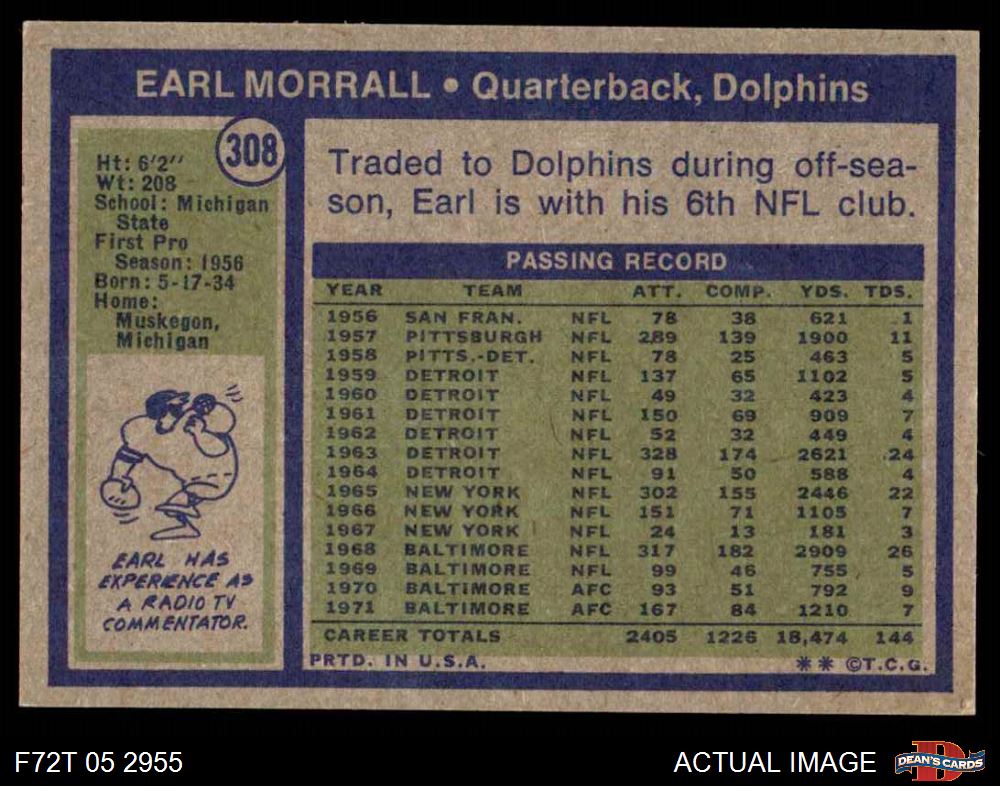 EARL MORRALL • Quarterback, Dolphins
308
Ht: 6'2''
Wt: 208
School: Michigan
State
First Pro
Season: 1956
Born: 5-17-34
Home:
Muskegon,
Michigan
EARL HAS
EXPERIENCE AS
A RADIO TV
COMMENTATOR.
Traded to Dolphins during off-sea-
son, Earl is with his 6th NFL club.
PASSING RECORD
YEAR TEAM ATT. COMP. YDS. TDS.
1956 SAN FRAN. NFL 78 38 621 1
1957 PITTSBURGH NFL 289 139 1900 11
1958 PITTS.-DET. NFL 78 25 463 5
1959 DETROIT NFL 137 65 1102 5
1960 DETROIT NFL 49 32 423 4
1961 DETROIT NFL 150 69 909 7
1962 DETROIT NFL 52 32 449 4
1963 DETROIT NFL 328 174 2621 24
1964 DETROIT NFL 91 50 588 4
1965 NEW YORK NFL 302 155 2446 22
1966 NEW YORK NFL 151 71 1105 7
1967 NEW YORK NFL 24 13 181 3
1968 BALTIMORE NFL 317 182 2909 26
1969 BALTIMORE NFL 99 46 755 5
1970 BALTIMORE AFC 93 51 792 9
1971 BALTIMORE AFC 167 84 1210 7
CAREER TOTALS 2405 1226 18,474 144
PRTD. IN U.S.A. ** ©T.C.G.
F72T 05 2955
ACTUAL IMAGE
D
DEAN'S CARDS